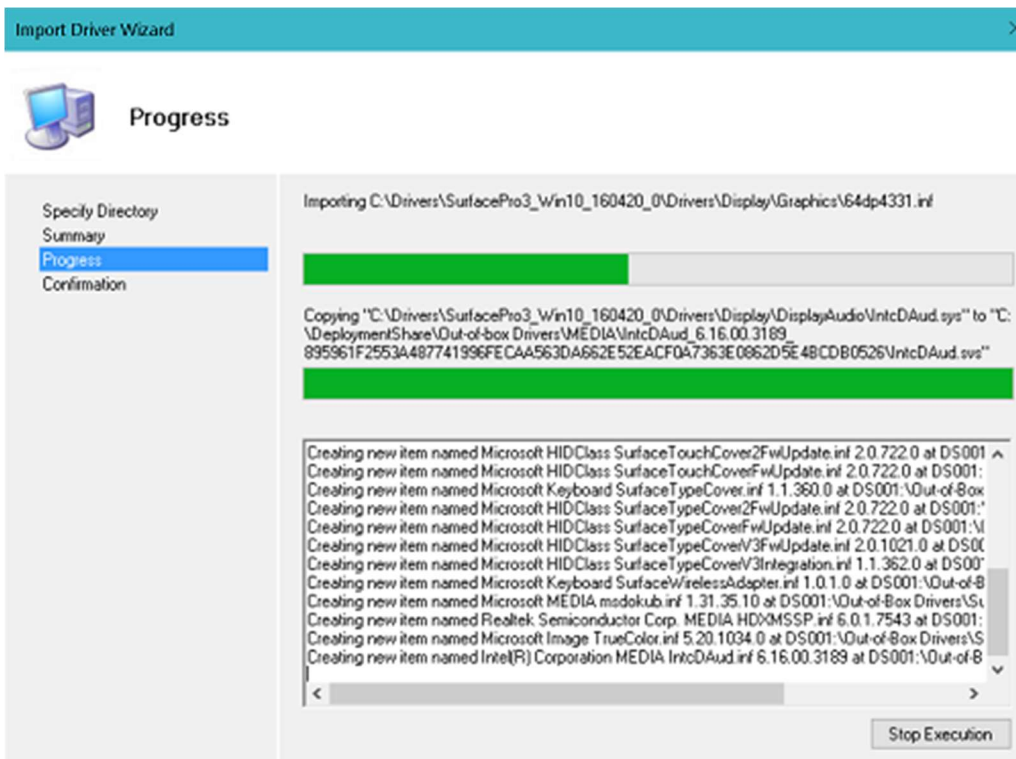 Import Driver Wizard
Progress
Specify Directory
Summary
Progress
Confirmation
Importing C:\Drivers\SurfacePro3_Win10_160420_0\Drivers\Display\Graphics\64dp4331.inf
Copying "C:\Drivers\SurfacePro3_Win10_160420_0\Drivers\Display\DisplayAudio\IntcDAud.sys" to "C:
\DeploymentShare\Out-of-box Drivers\MEDIA\IntcDAud_6.16.00.3189_
895961F2553A487741996FECAA563DA662E52EACF0A7363E0862D5E4BCDB0526\IntcDAud.sys"
Creating new item named Microsoft HIDClass SurfaceTouchCover2FwUpdate.inf 2.0.722.0 at DS001
Creating new item named Microsoft HIDClass SurfaceTouchCoverFwUpdate.inf 2.0.722.0 at DS001:
Creating new item named Microsoft Keyboard SurfaceTypeCover.inf 1.1.360.0 at DS001:\Out-of-Box
Creating new item named Microsoft HIDClass SurfaceTypeCover2FwUpdate.inf 2.0.722.0 at DS001:
Creating new item named Microsoft HIDClass SurfaceTypeCoverFwUpdate.inf 2.0.722.0 at DS001:\
Creating new item named Microsoft HIDClass SurfaceTypeCoverV3FwUpdate.inf 2.0.1021.0 at DS00
Creating new item named Microsoft HIDClass SurfaceTypeCoverV3Integration.inf 1.1.362.0 at DS00
Creating new item named Microsoft Keyboard SurfaceWirelessAdapter.inf 1.0.1.0 at DS001:\Out-of-B
Creating new item named Microsoft MEDIA msdokub.inf 1.31.35.10 at DS001:\Out-of-Box Drivers\Su
Creating new item named Realtek Semiconductor Corp. MEDIA HDXMSSP.inf 6.0.1.7543 at DS001:
Creating new item named Microsoft Image TrueColor.inf 5.20.1034.0 at DS001:\Out-of-Box Drivers\S
Creating new item named Intel(R) Corporation MEDIA IntcDAud.inf 6.16.00.3189 at DS001:\Out-of-B
Stop Execution